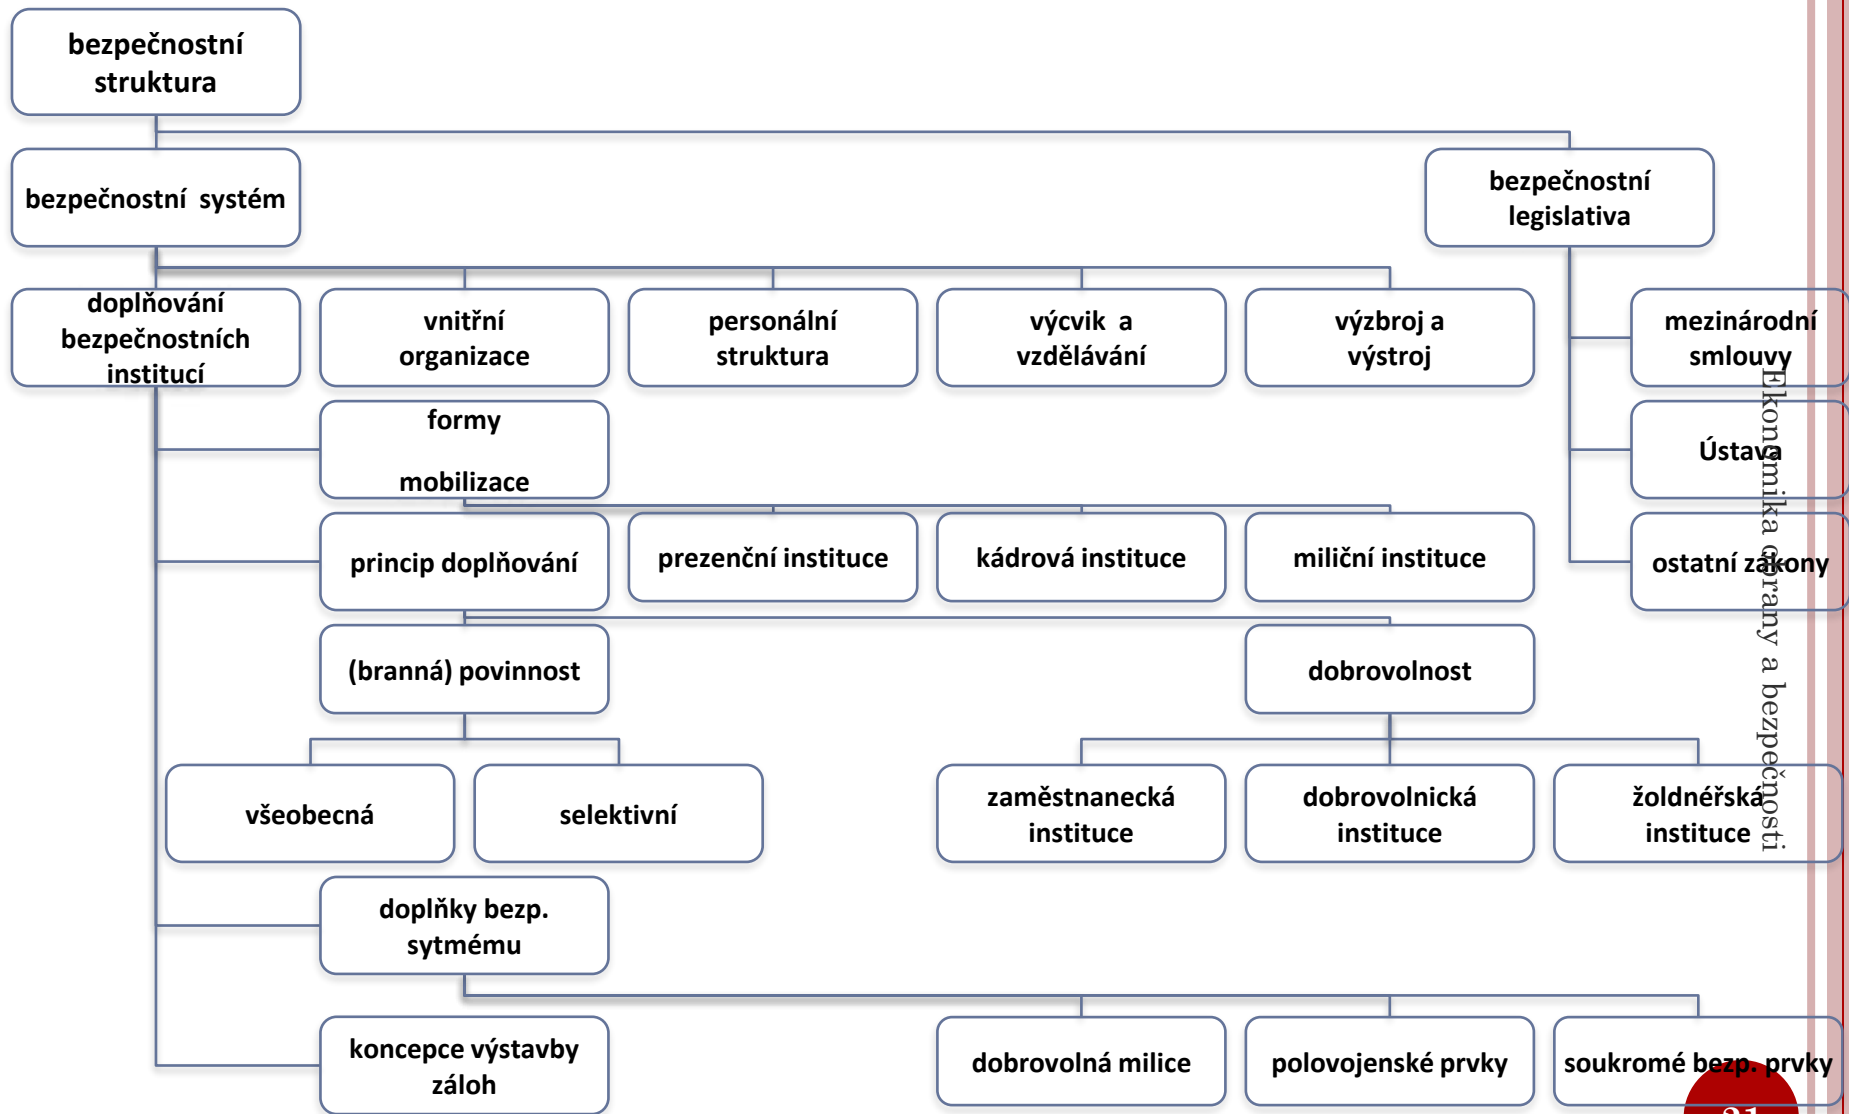 bezpečnostní
struktura
bezpečnostní systém
bezpečnostní
legislativa
doplňování
bezpečnostních
institucí
vnitřní
organizace
personální
struktura
výcvik a
vzdělávání
výzbroj a
výstroj
mezinárodní
smlouvy
formy
mobilizace
Ústava
princip doplňování
prezenční instituce
kádrová instituce
miliční instituce
ostatní zákony
(branná) povinnost
dobrovolnost
všeobecná
selektivní
zaměstnanecká
instituce
dobrovolnická
instituce
žoldnéřská
instituce
doplňky bezp.
sytmému
koncepce výstavby
záloh
dobrovolná milice
polovojenské prvky
soukromé bezp. prvky
Ekonomika obrany a bezpečnosti